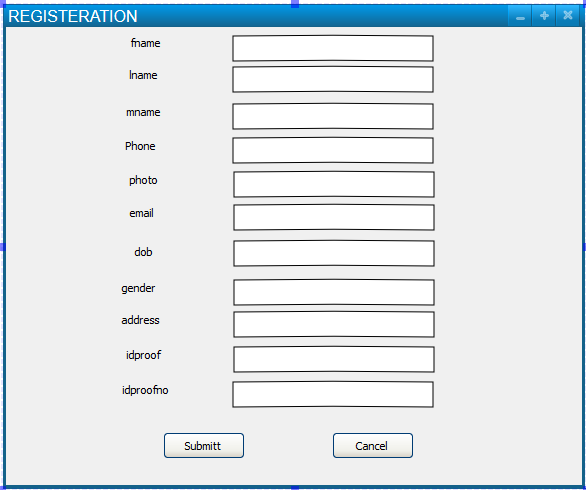 REGISTERATION
fname
lname
mname
Phone
photo
email
dob
gender
address
idproof
idproofno
Submitt Cancel